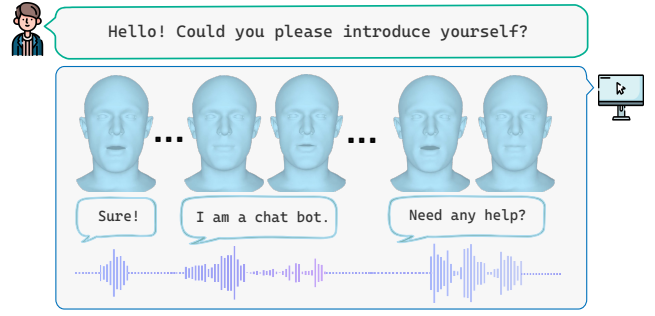 Hello! Could you please introduce yourself?
Sure!
I am a chat bot.
Need any help?